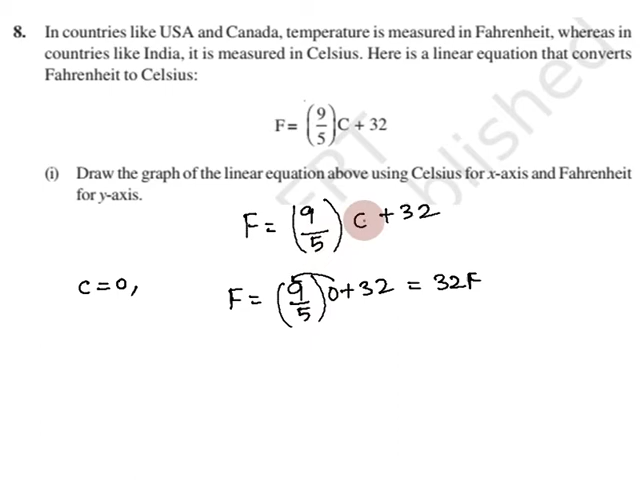 8. In countries like USA and Canada, temperature is measured in Fahrenheit, whereas in
countries like India, it is measured in Celsius. Here is a linear equation that converts
Fahrenheit to Celsius:
F = (9/5)C + 32
(i) Draw the graph of the linear equation above using Celsius for x-axis and Fahrenheit
for y-axis.
F = (9/5) C + 32
C = 0, F = (9/5) 0 + 32 = 32F